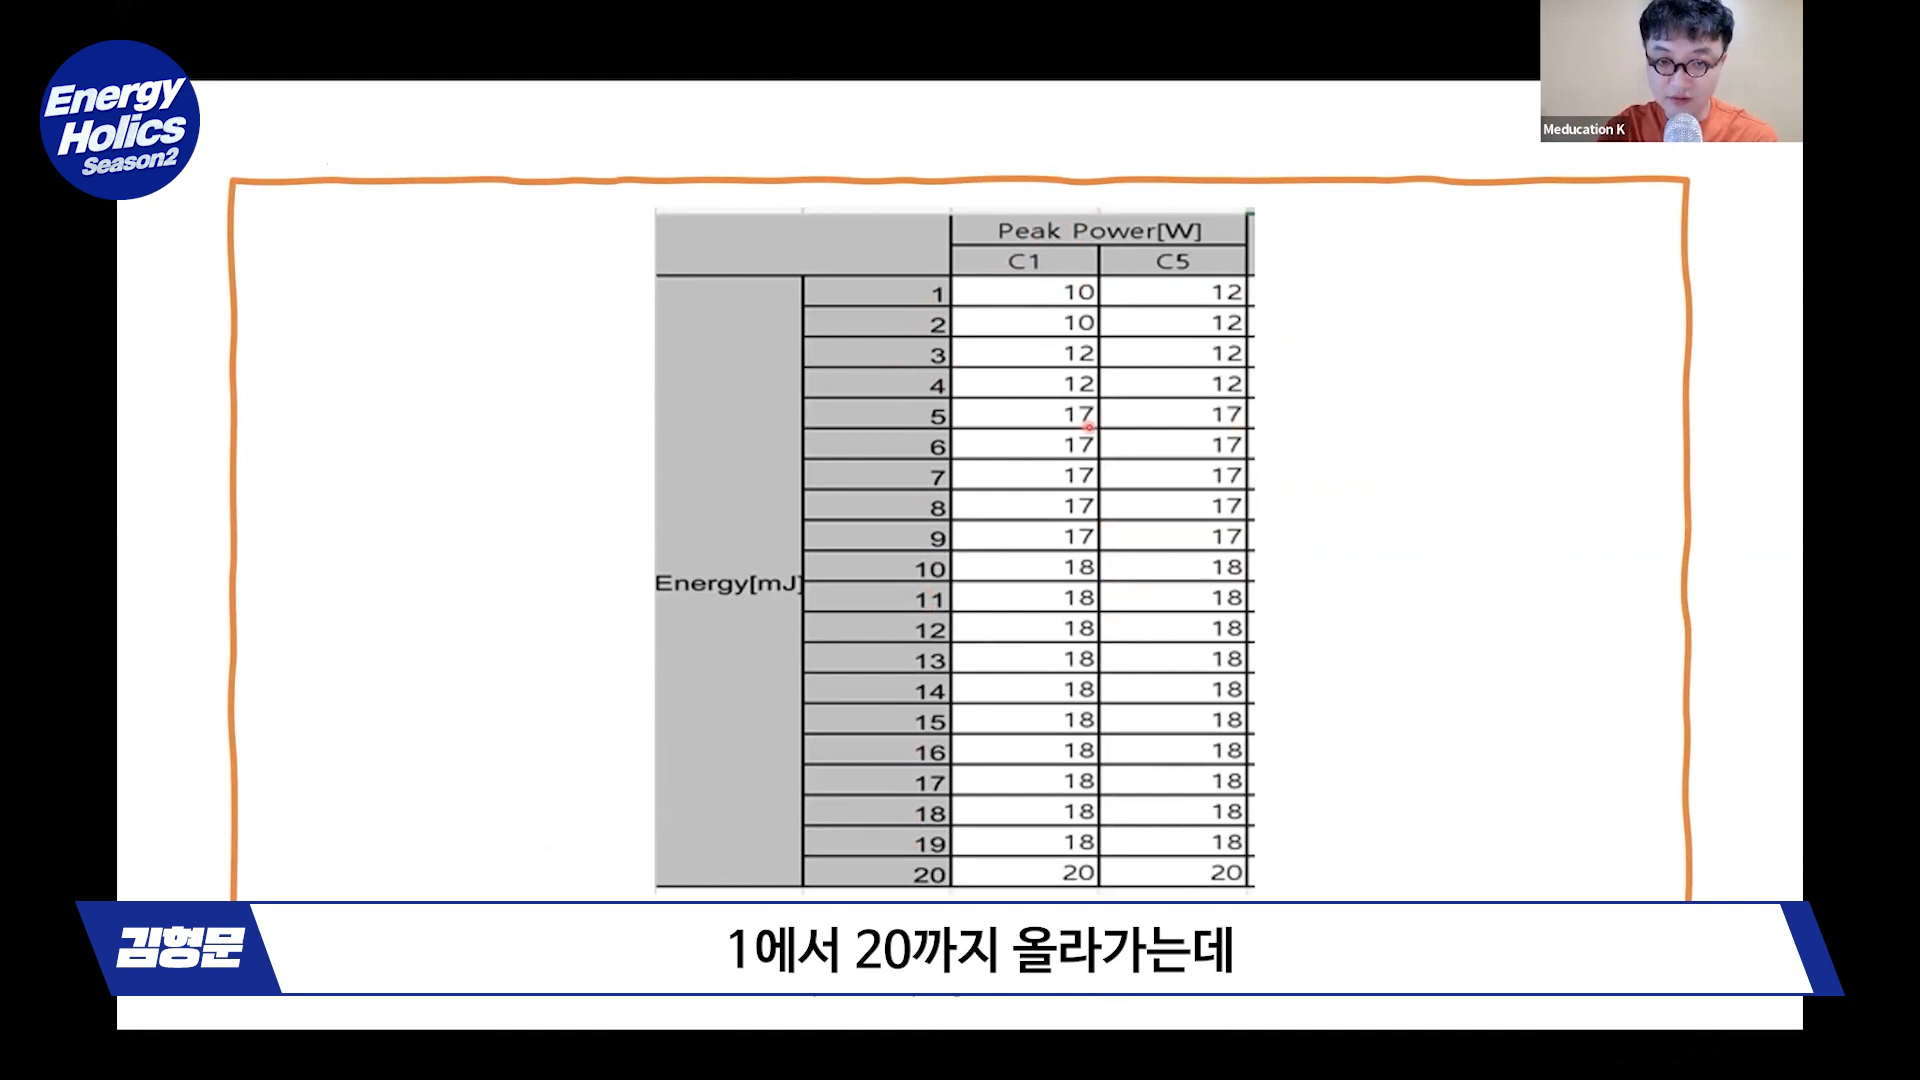 Energy
Holics
Season2
Meducation K
Peak Power[W]
C1 C5
1 10 12
2 10 12
3 12 12
4 12 12
5 17 17
6 17 17
7 17 17
8 17 17
9 17 17
10 18 18
Energy[mJ]
11 18 18
12 18 18
13 18 18
14 18 18
15 18 18
16 18 18
17 18 18
18 18 18
19 18 18
20 20 20
김형문
1에서 20까지 올라가는데